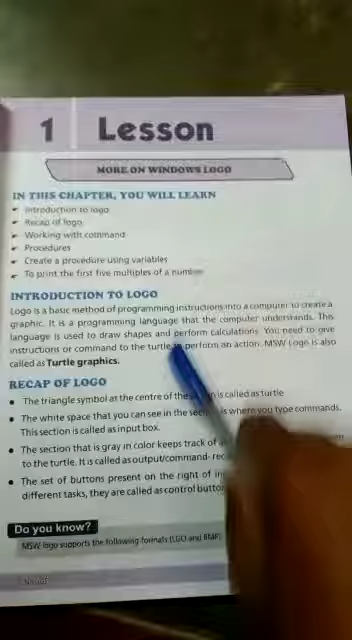 1 Lesson
MORE ON WINDOWS LOGO
IN THIS CHAPTER, YOU WILL LEARN
Introduction to logo
Recap of logo
Working with command
Procedures
Create a procedure using variables
To print the first five multiples of a number
INTRODUCTION TO LOGO
Logo is a basic method of programming instructions into a computer to create a
graphic. It is a programming language that the computer understands. This
language is used to draw shapes and perform calculations. You need to give
instructions or command to the turtle to perform an action. MSW Logo is also
called as Turtle graphics.
RECAP OF LOGO
• The triangle symbol at the centre of the is called as turtle
• The white space that you can see in the is where you type commands.
This section is called as input box.
• The section that is gray in color keeps track of
to the turtle. It is called as output/command-
• The set of buttons present on the right of
different tasks, they are called as control
Do you know?
MSW logo supports the following formats (LGO and BMP)